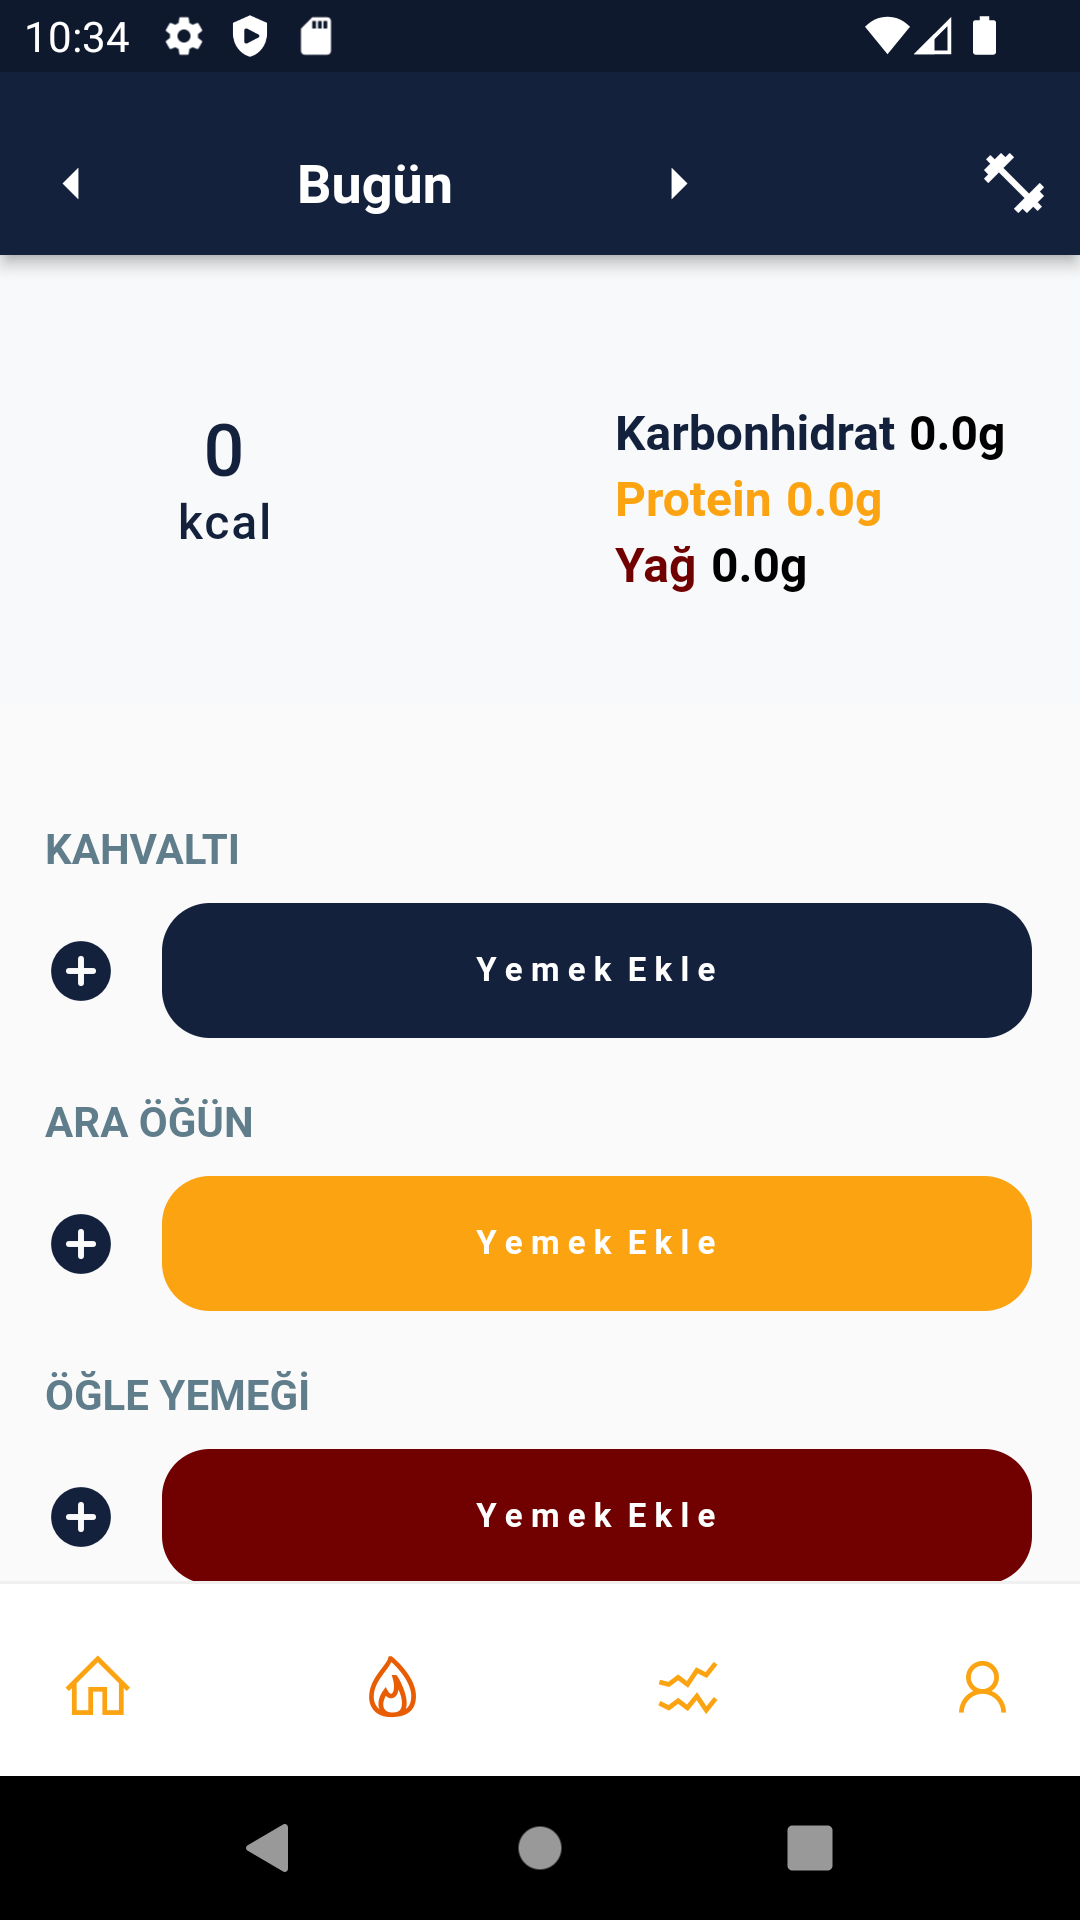 10:34
Bugün
0
kcal
Karbonhidrat 0.0g
Protein 0.0g
Yağ 0.0g
KAHVALTI
Yemek Ekle
ARA ÖĞÜN
Yemek Ekle
ÖĞLE YEMEĞİ
Yemek Ekle